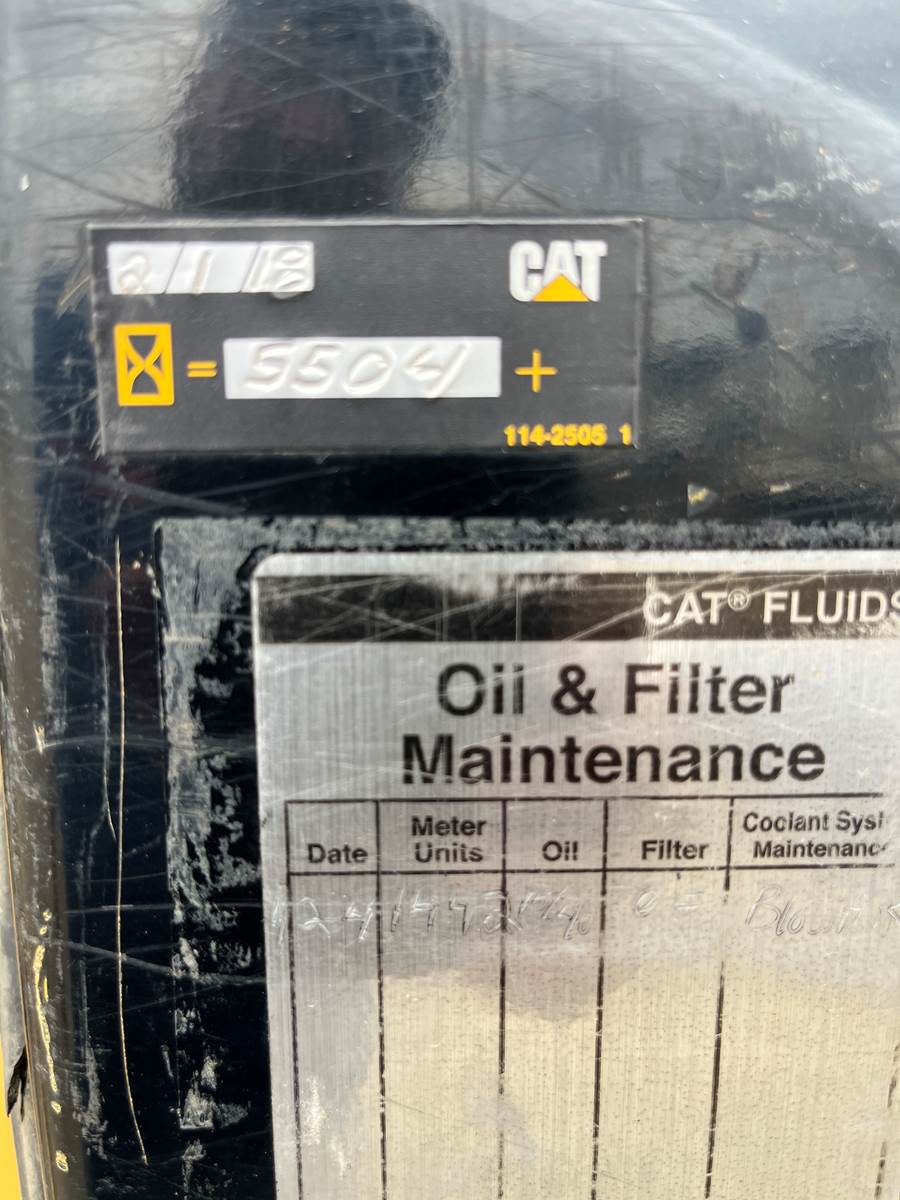 2/1/18
CAT
= 5504 +
114-2505 1
CAT® FLUIDS
Oil & Filter
Maintenance
Date Meter Units Oil Filter Coolant Syst Maintenanc